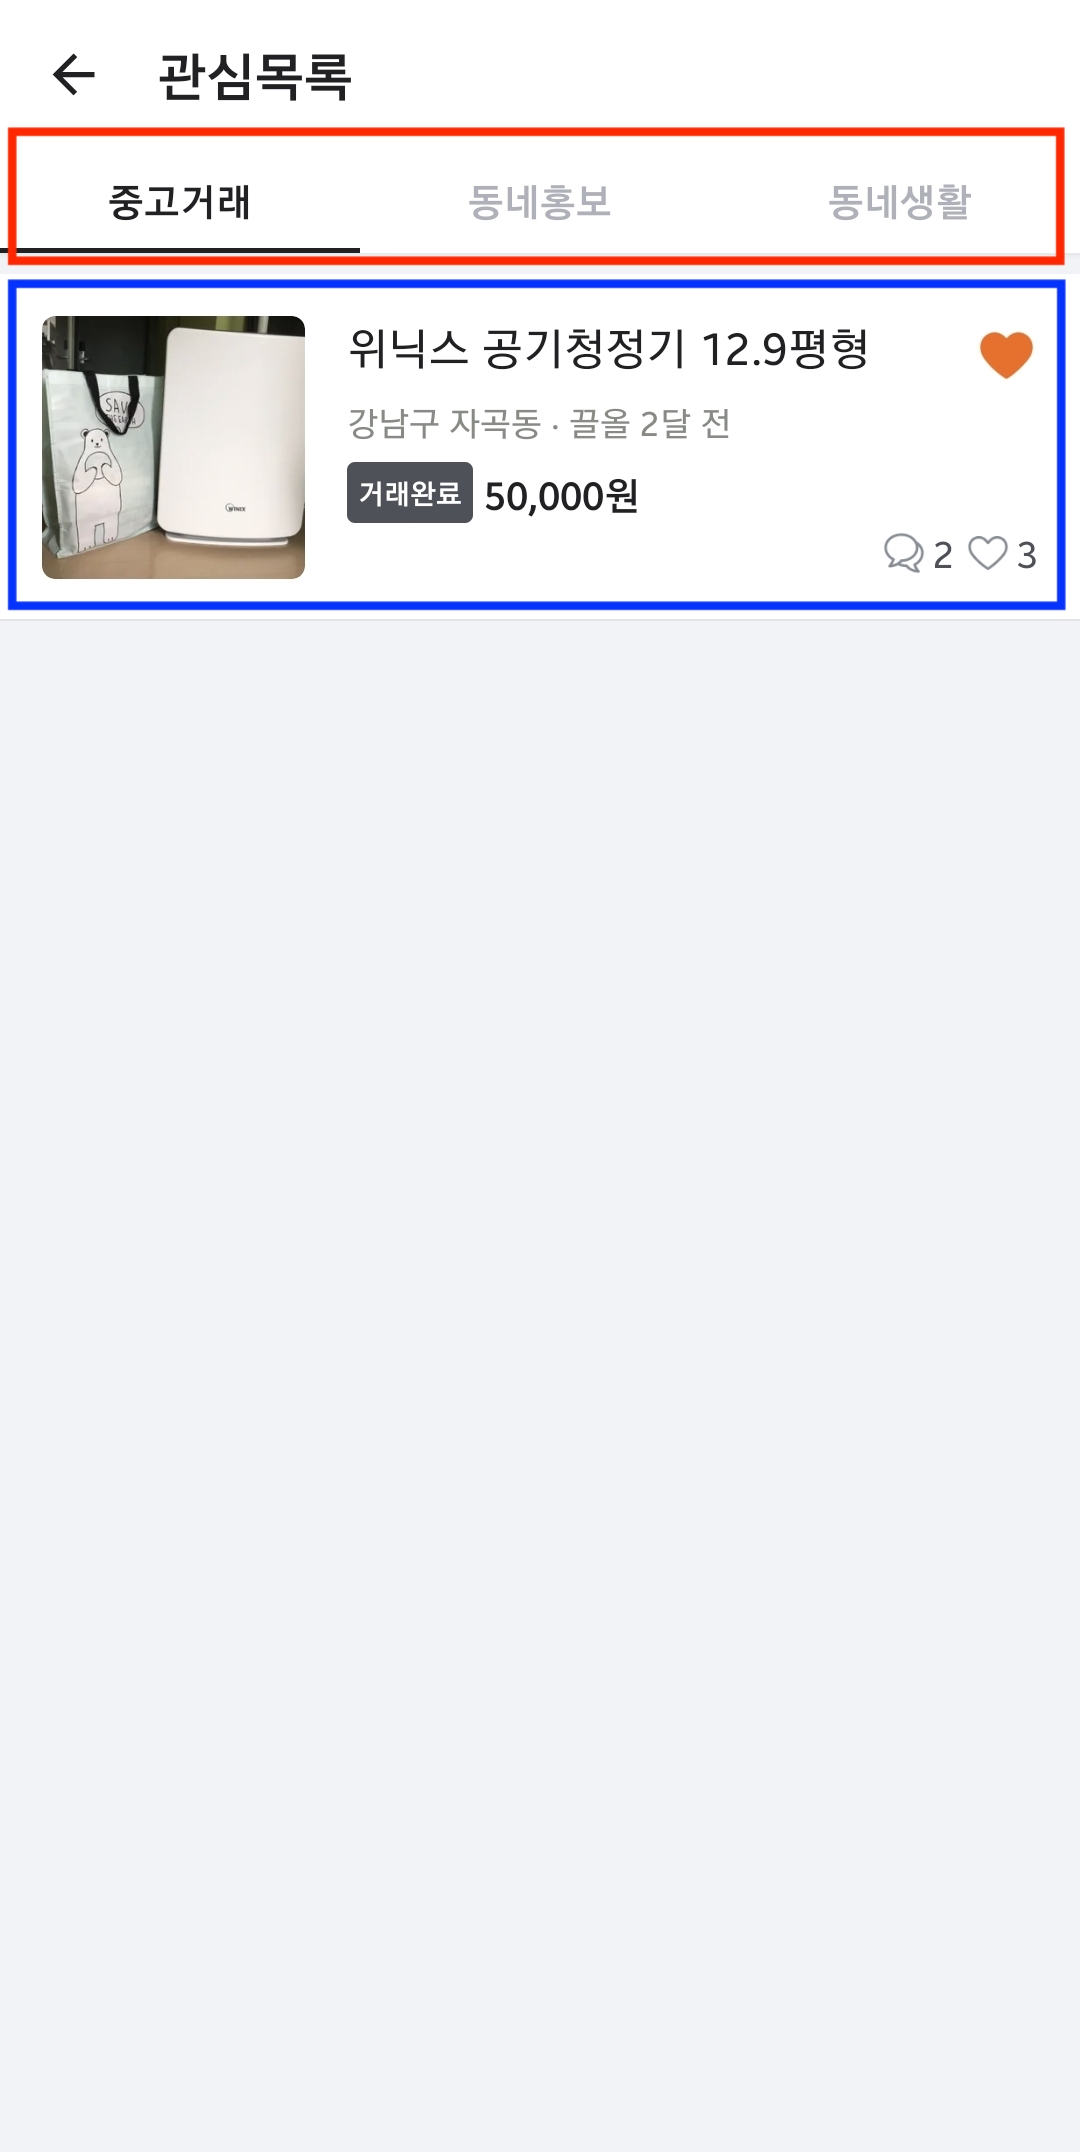 관심목록
중고거래 동네홍보 동네생활
위닉스 공기청정기 12.9평형
강남구 자곡동 · 끌올 2달 전
거래완료 50,000원
2 3
SAVE
THE EARTH
WINIX